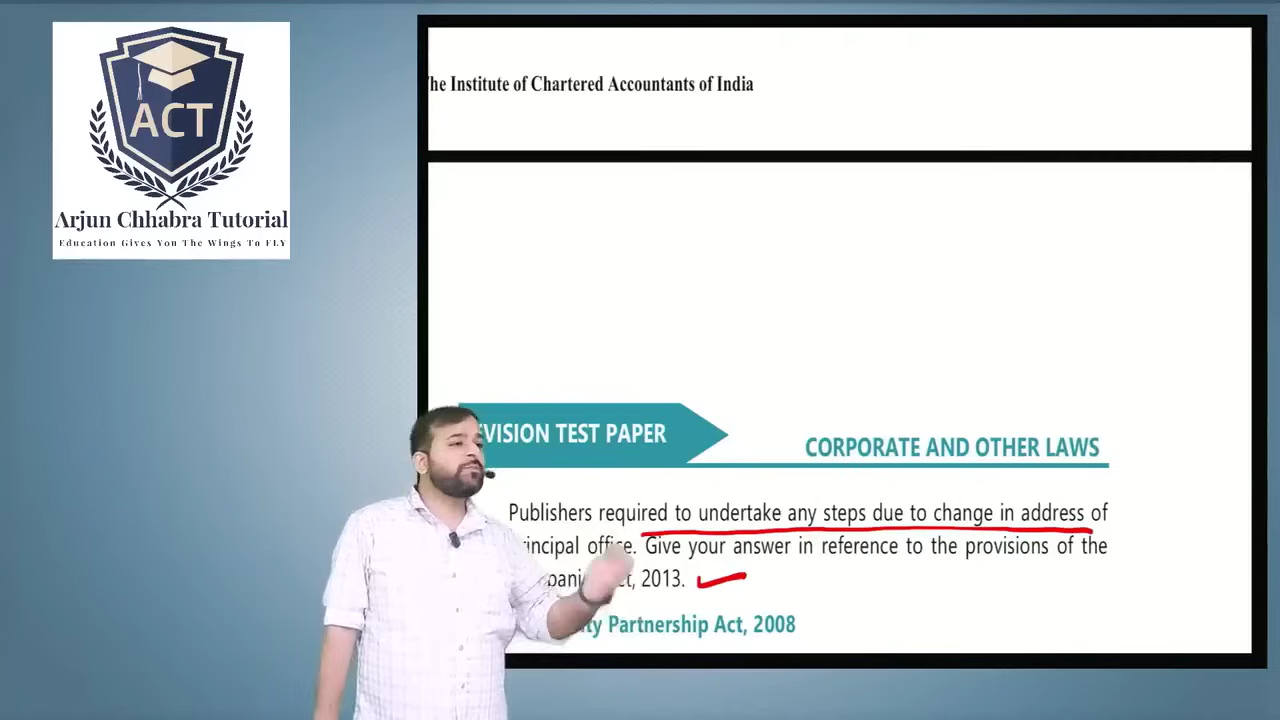 ACT
Arjun Chhabra Tutorial
Education Gives You The Wings To FLY
he Institute of Chartered Accountants of India
VISION TEST PAPER
CORPORATE AND OTHER LAWS
Publishers required to undertake any steps due to change in address of
incipal office. Give your answer in reference to the provisions of the
2013.
Partnership Act, 2008